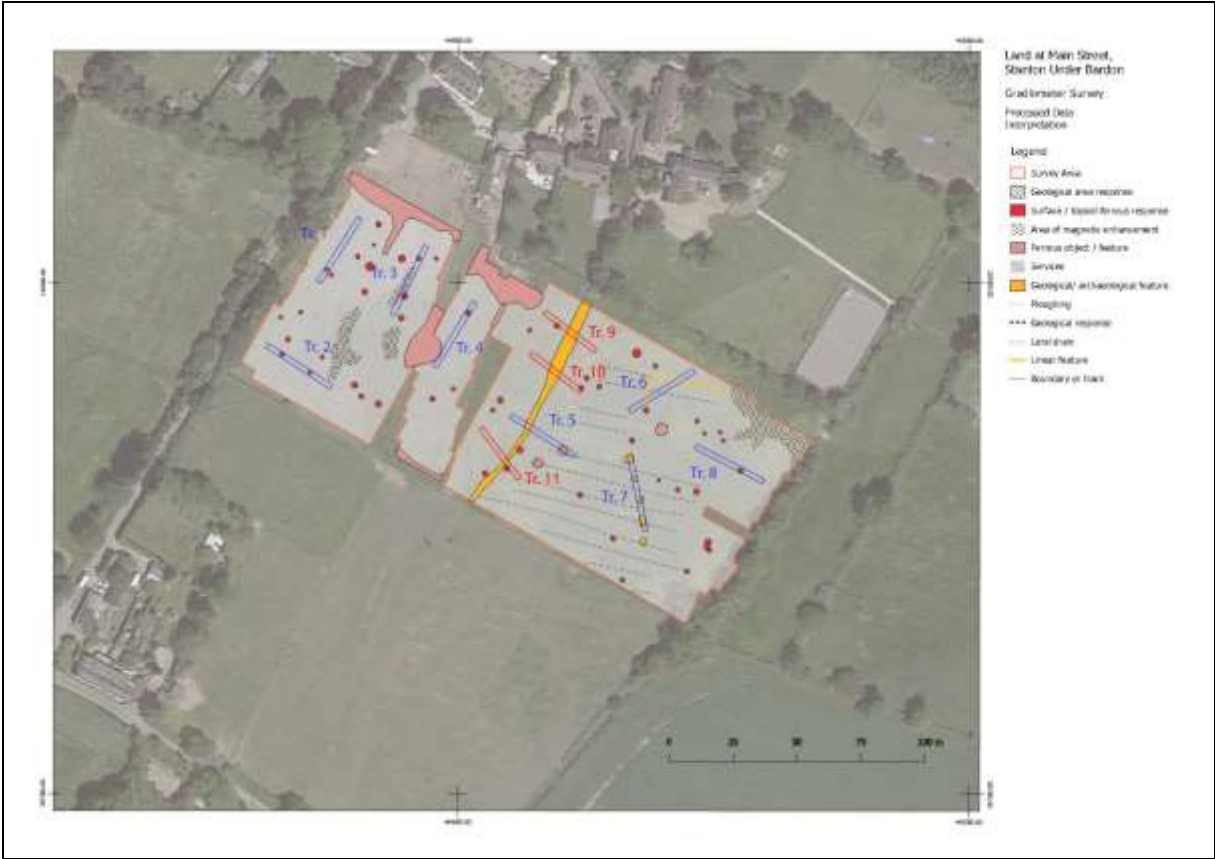 Land at Main Street,
Stanton Under Bardon
Gradiometer Survey
Processed Data
Interpretation
Legend
Survey Area
Geological area response
Surface / topsoil ferrous response
Area of magnetic enhancement
Ferrous object / feature
Services
Geological/ archaeological feature
Ploughing
Geological response
Land drain
Linear feature
Boundary or track
Tr. 1
Tr. 3
Tr. 2
Tr. 4
Tr. 9
Tr. 10
Tr. 6
Tr. 5
Tr. 8
Tr. 11
Tr. 7
0 25 50 75 100 m